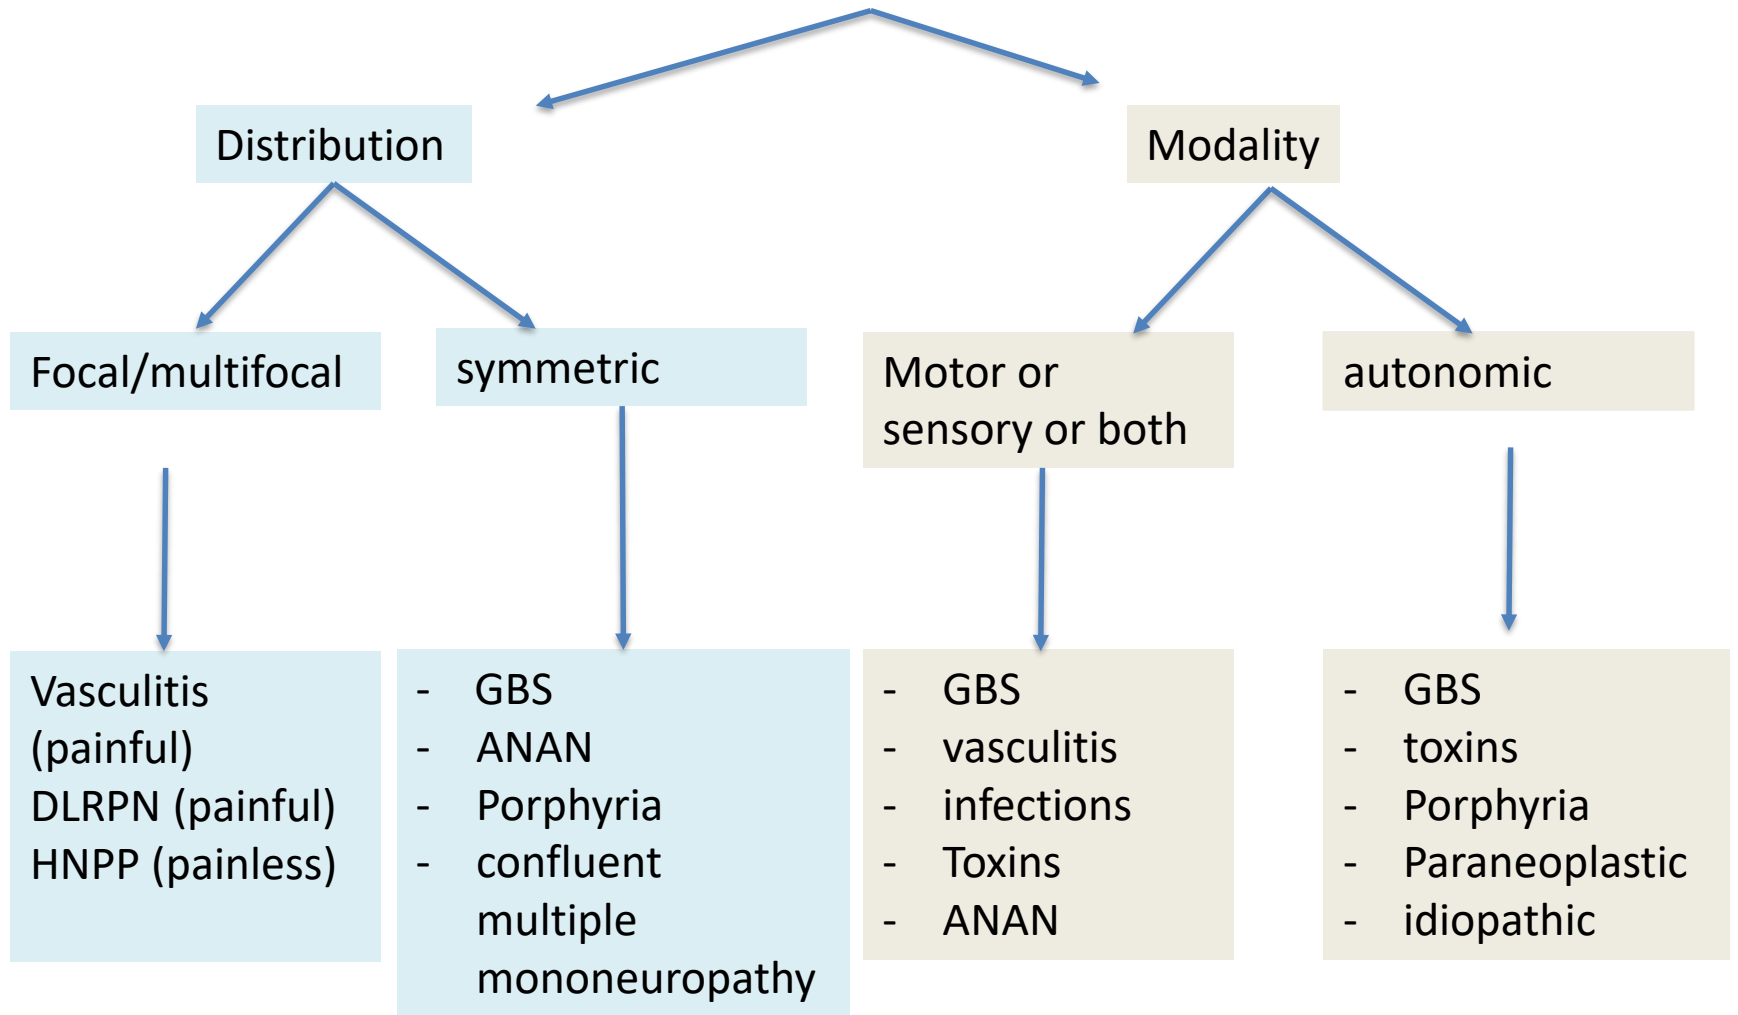 Distribution
Modality
Focal/multifocal
symmetric
Motor or
sensory or both
autonomic
Vasculitis
(painful)
DLRPN (painful)
HNPP (painless)
- GBS
- ANAN
- Porphyria
- confluent
multiple
mononeuropathy
- GBS
- vasculitis
- infections
- Toxins
- ANAN
- GBS
- toxins
- Porphyria
- Paraneoplastic
- idiopathic